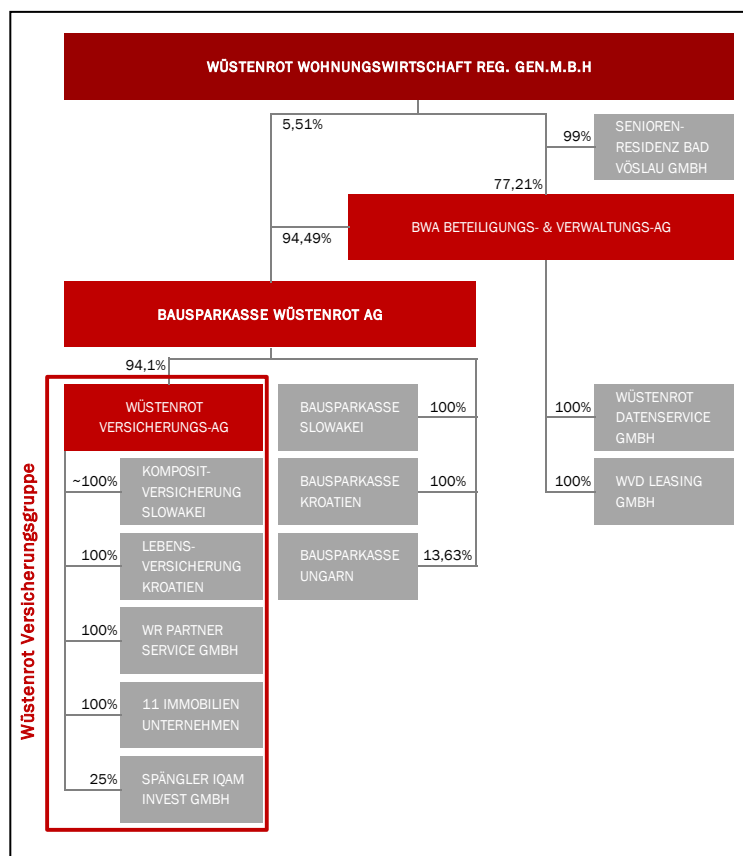 WÜSTENROT WOHNUNGSWIRTSCHAFT REG. GEN.M.B.H
5,51%
99%
SENIOREN-
RESIDENZ BAD
VÖSLAU GMBH
77,21%
BWA BETEILIGUNGS- & VERWALTUNGS-AG
94,49%
BAUSPARKASSE WÜSTENROT AG
94,1%
Wüstenrot Versicherungsgruppe
WÜSTENROT
VERSICHERUNGS-AG
~100%
KOMPOSIT-
VERSICHERUNG
SLOWAKEI
100%
LEBENS-
VERSICHERUNG
KROATIEN
100%
WR PARTNER
SERVICE GMBH
100%
11 IMMOBILIEN
UNTERNEHMEN
25%
SPÄNGLER IQAM
INVEST GMBH
BAUSPARKASSE
SLOWAKEI
100%
BAUSPARKASSE
KROATIEN
100%
BAUSPARKASSE
UNGARN
13,63%
100%
WÜSTENROT
DATENSERVICE
GMBH
100%
WVD LEASING
GMBH